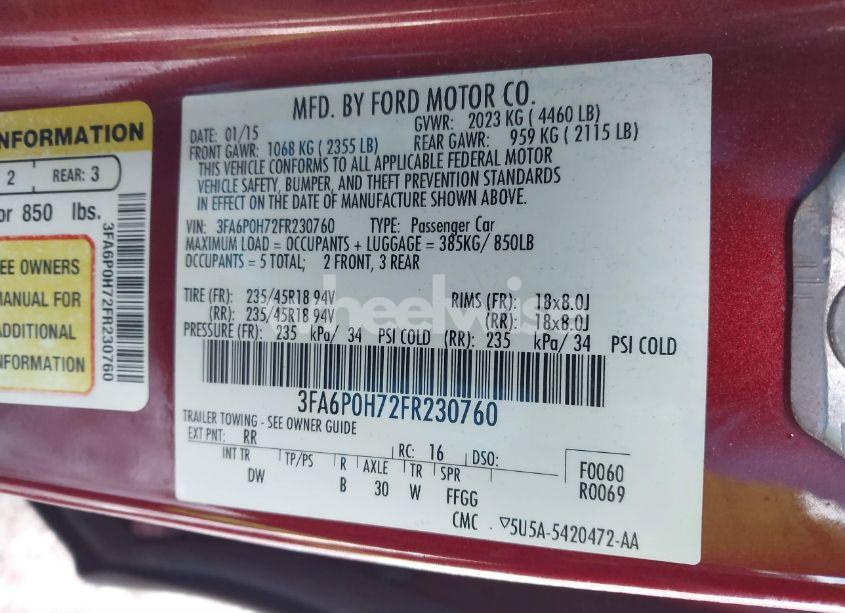 NFORMATION
2 REAR: 3
or 850 lbs.
EE OWNERS
MANUAL FOR
ADDITIONAL
NFORMATION
3FA6P0H72FR230760
MFD. BY FORD MOTOR CO.
DATE: 01/15 GVWR: 2023 KG ( 4460 LB)
FRONT GAWR: 1068 KG ( 2355 LB) REAR GAWR: 959 KG ( 2115 LB)
THIS VEHICLE CONFORMS TO ALL APPLICABLE FEDERAL MOTOR
VEHICLE SAFETY, BUMPER, AND THEFT PREVENTION STANDARDS
IN EFFECT ON THE DATE OF MANUFACTURE SHOWN ABOVE.
VIN: 3FA6P0H72FR230760 TYPE: Passenger Car
MAXIMUM LOAD = OCCUPANTS + LUGGAGE = 385KG/ 850LB
OCCUPANTS = 5 TOTAL; 2 FRONT, 3 REAR
TIRE (FR): 235/45R18 94V RIMS (FR): 18x8.0J
(RR): 235/45R18 94V (RR): 18x8.0J
PRESSURE (FR): 235 kPa/ 34 PSI COLD (RR): 235 kPa/ 34 PSI COLD
3FA6P0H72FR230760
TRAILER TOWING - SEE OWNER GUIDE
EXT PNT: RR RC: 16 DSO: F0060
INT TR TP/PS R AXLE TR SPR R0069
DW B 30 W FFGG
CMC ▽5U5A-5420472-AA